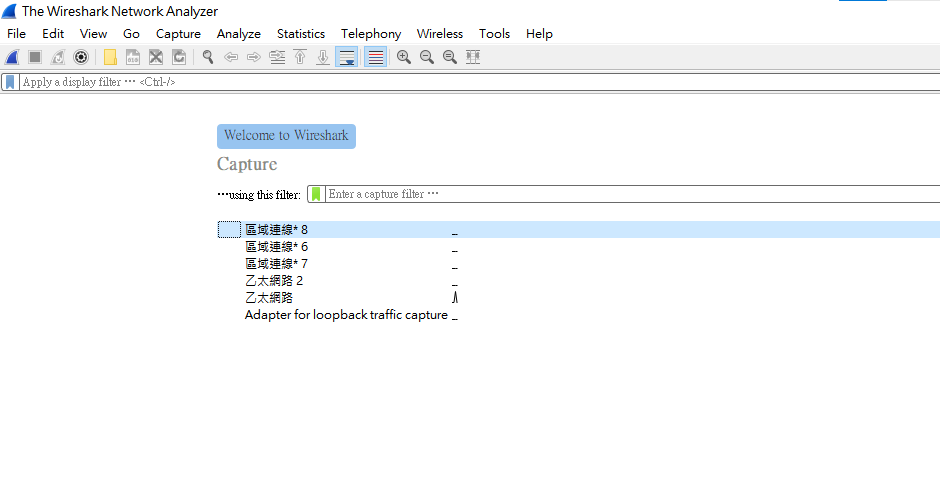 The Wireshark Network Analyzer
File Edit View Go Capture Analyze Statistics Telephony Wireless Tools Help
Apply a display filter … <Ctrl-/>
Welcome to Wireshark
Capture
…using this filter: Enter a capture filter …
區域連線* 8
區域連線* 6
區域連線* 7
乙太網路 2
乙太網路
Adapter for loopback traffic capture